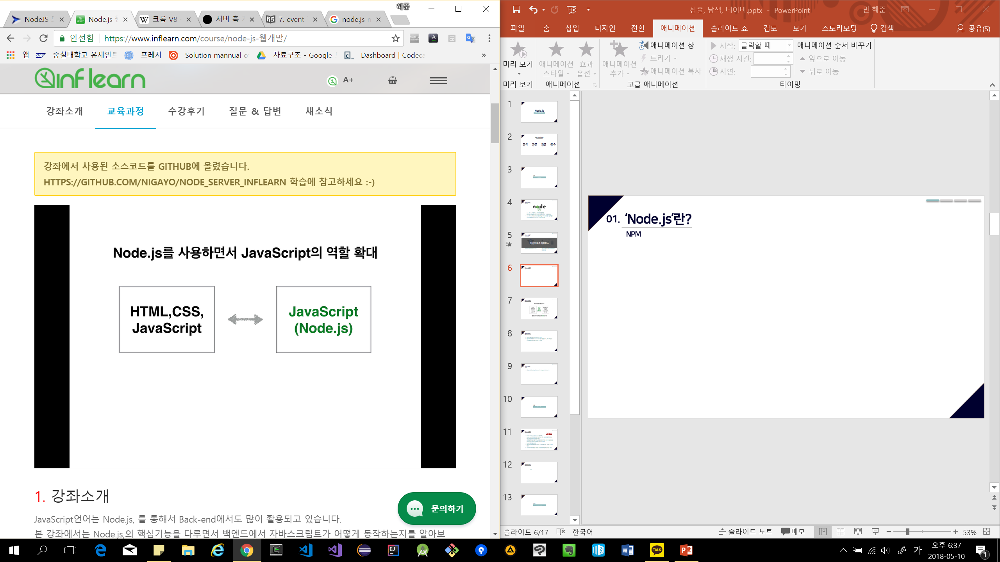 혜준
NodeJS
Node.js
크롬 V8
서버 측
7. event
node.js n
안전함
https://www.inflearn.com/course/node-js-웹개발/
앱
숭실대학교 유세인트
프레지
Solution mannual o
자료구조 - Google
Dashboard | Codeca
»
inflearn
A+
강좌소개
교육과정
수강후기
질문 & 답변
새소식
강좌에서 사용된 소스코드를 GITHUB에 올렸습니다.
HTTPS://GITHUB.COM/NIGAYO/NODE_SERVER_INFLEARN 학습에 참고하세요 :-)
Node.js를 사용하면서 JavaScript의 역할 확대
HTML,CSS,
JavaScript
JavaScript
(Node.js)
1. 강좌소개
문의하기
JavaScript언어는 Node.js, 를 통해서 Back-end에서도 많이 활용되고 있습니다.
본 강좌에서는 Node.js,의 핵심기능을 다루면서 백엔드에서 자바스크립트가 어떻게 동작하는지를 알아보
심플, 남색, 네이비.pptx - PowerPoint
민 혜준
파일
홈
삽입
디자인
전환
애니메이션
슬라이드 쇼
검토
보기
스토리보딩
검색
공유(S)
미리 보기
애니메이션
스타일
효과
옵션
애니메이션
추가
애니메이션 창
트리거
애니메이션 복사
시작:
클릭할 때
재생 시간:
지연:
애니메이션 순서 바꾸기
앞으로 이동
뒤로 이동
미리 보기
애니메이션
고급 애니메이션
타이밍
1
Node.js
2
01 02 03 04
3
4
node
5
가볍고 빠른 퍼포먼스
6
7
8
9
10
11
12
13
01. ‘Node.js’란?
NPM
슬라이드 6/17
한국어
슬라이드 노트
메모
53%
가
오후 6:37
2018-05-10
1
TALK